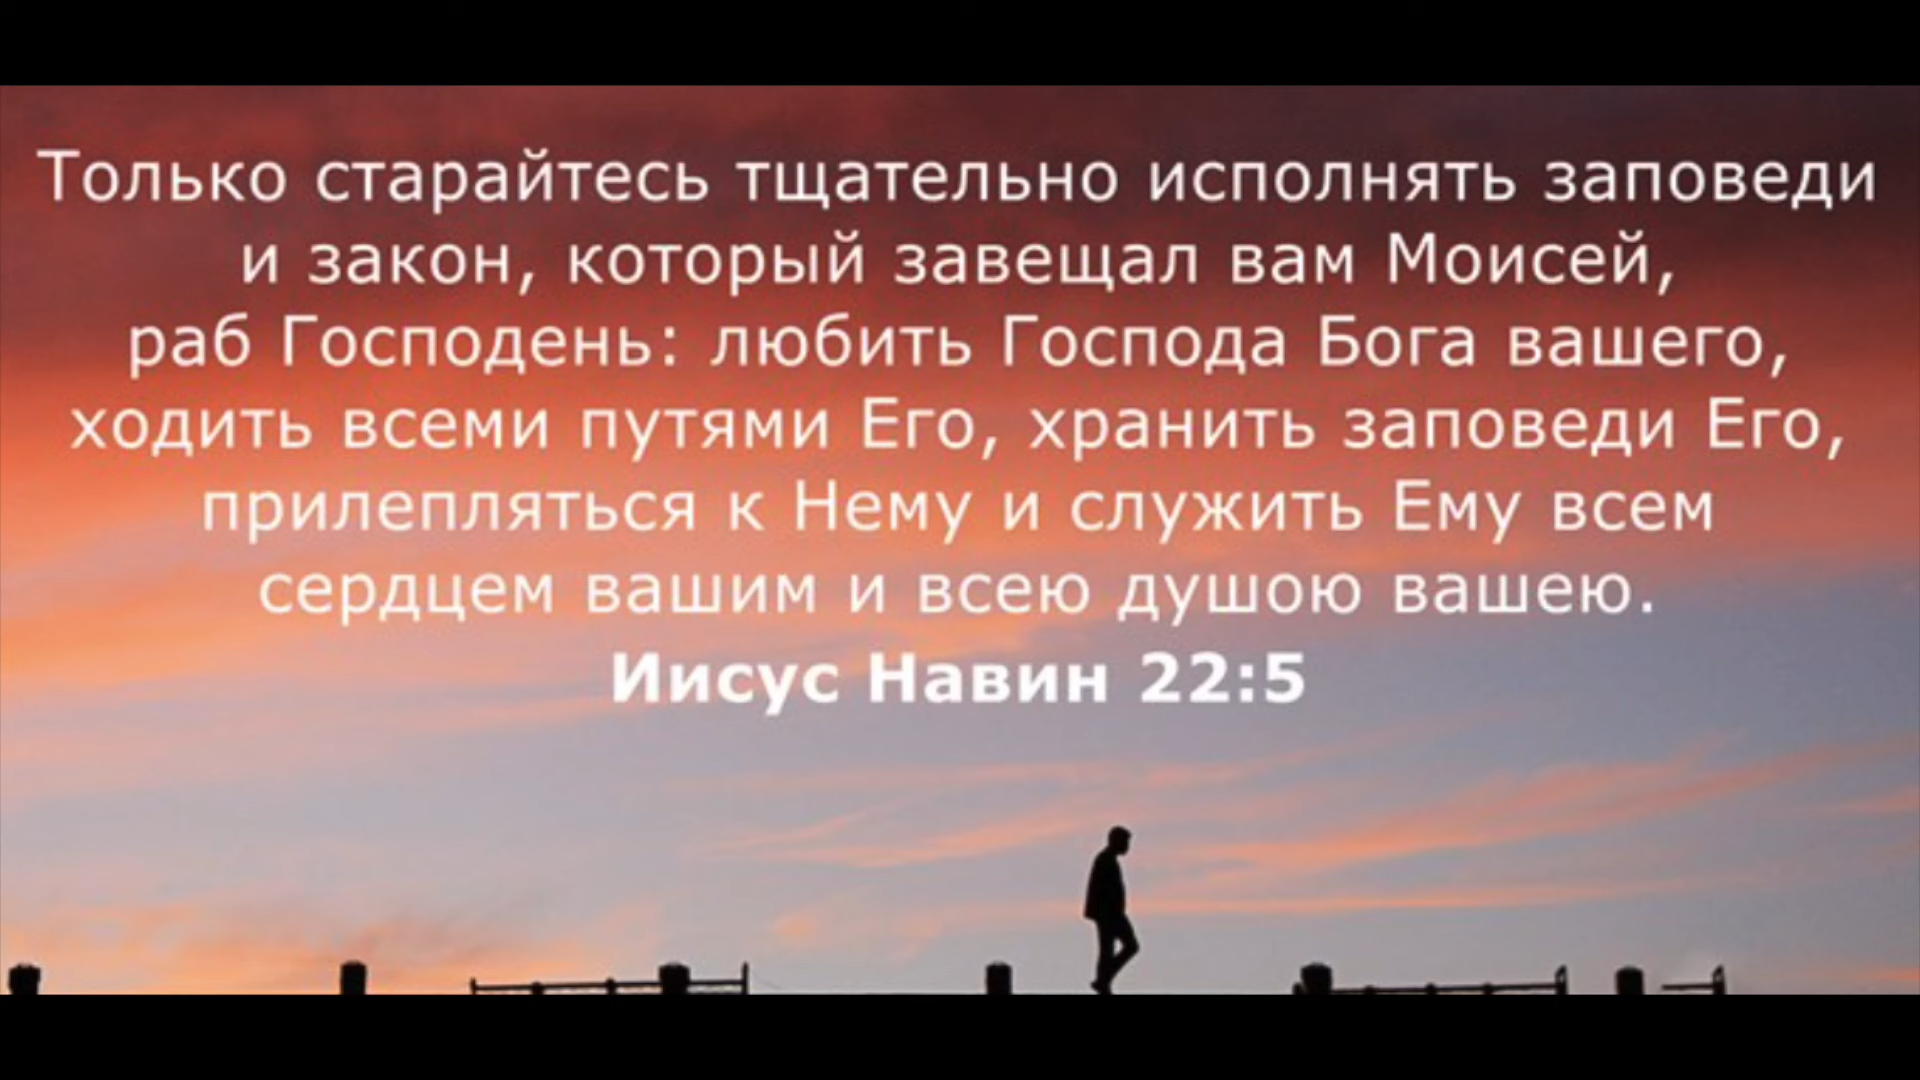 Только старайтесь тщательно исполнять заповеди
и закон, который завещал вам Моисей,
раб Господень: любить Господа Бога вашего,
ходить всеми путями Его, хранить заповеди Его,
прилепляться к Нему и служить Ему всем
сердцем вашим и всею душою вашею.
Иисус Навин 22:5